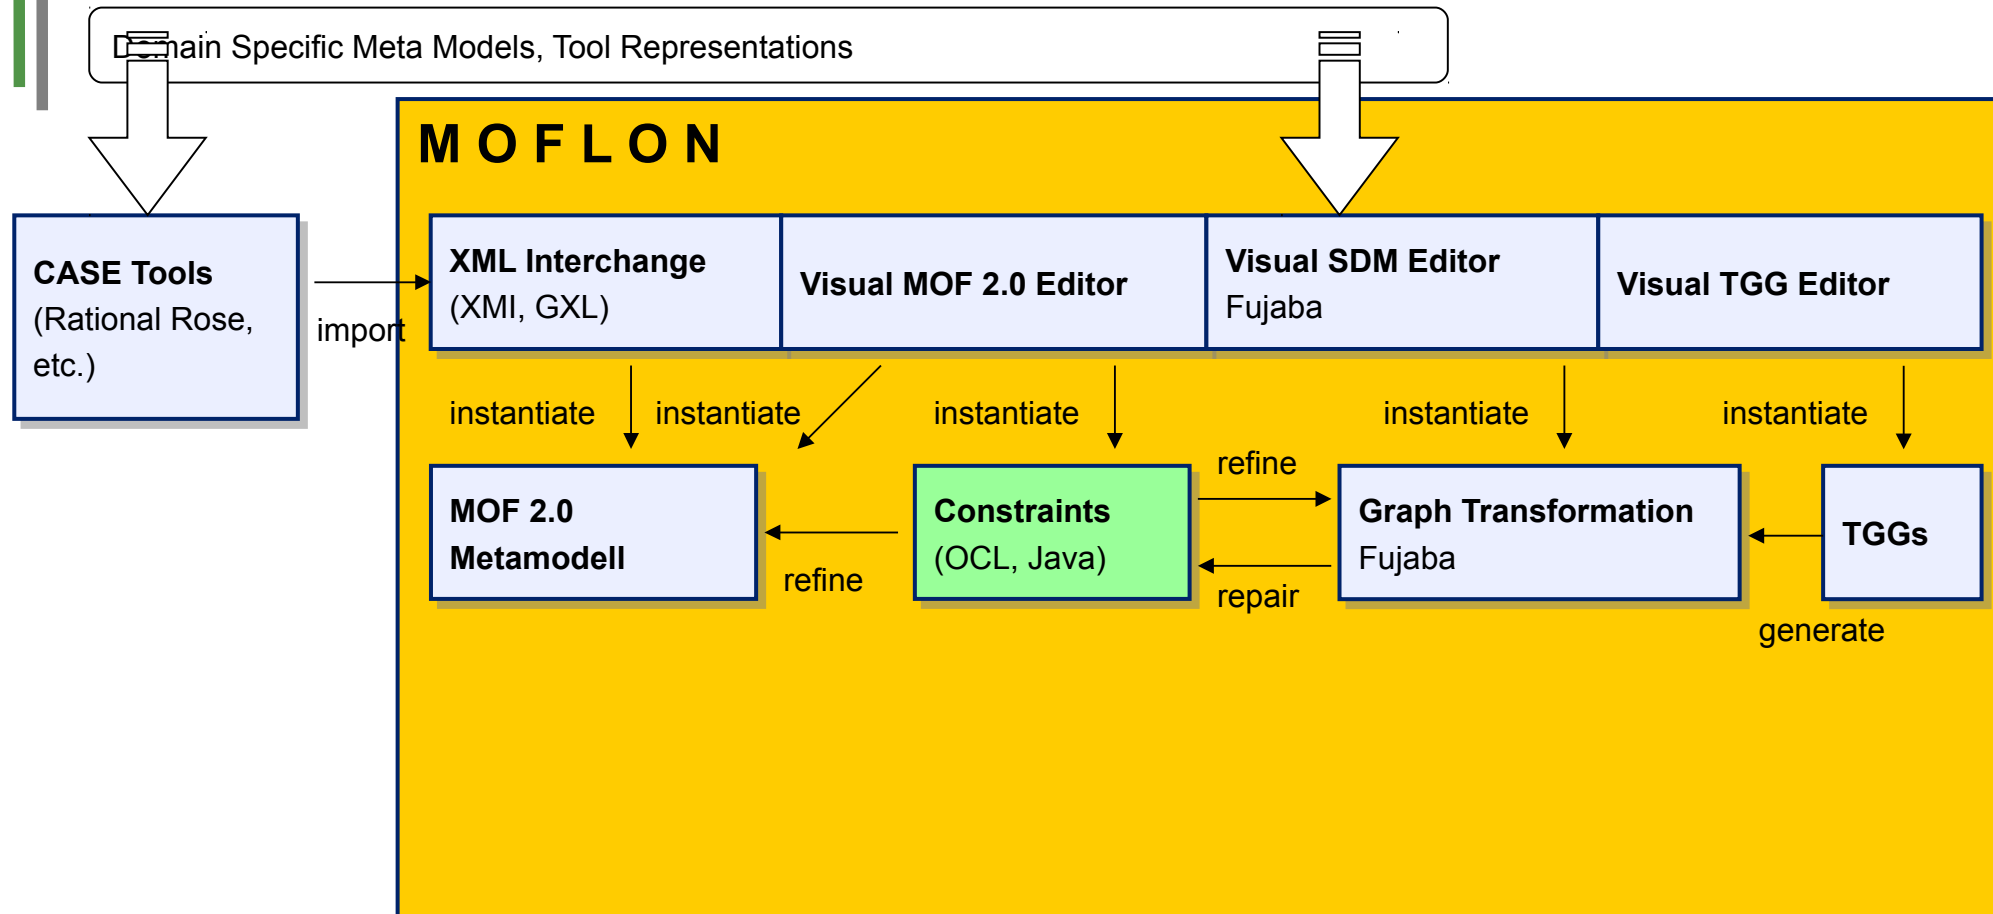 Domain Specific Meta Models, Tool Representations
M O F L O N
CASE Tools
(Rational Rose,
etc.)
import
XML Interchange
(XMI, GXL)
Visual MOF 2.0 Editor
Visual SDM Editor
Fujaba
Visual TGG Editor
instantiate
instantiate
instantiate
instantiate
instantiate
MOF 2.0
Metamodell
refine
Constraints
(OCL, Java)
refine
repair
Graph Transformation
Fujaba
TGGs
generate